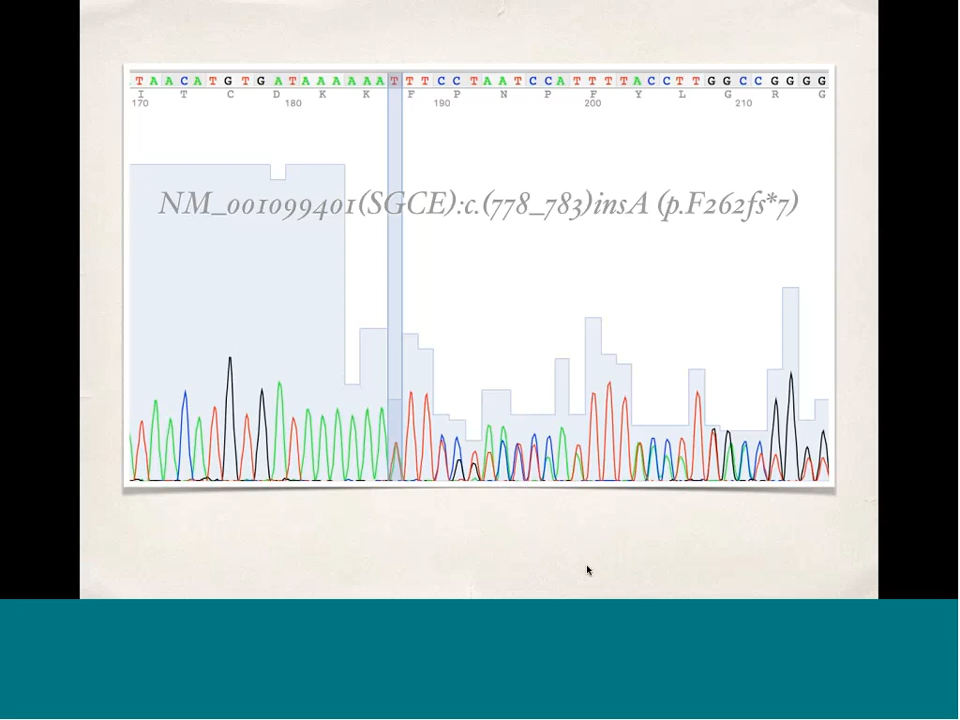 T A A C A T G T G A T A A A A A A T T T C C T A A T C C A T T T T A C C T T G G C C G G G G
I T C D K K F P N P F Y L G R G
170 180 190 200 210
NM_001099401(SGCE):c.(778_783)insA (p.F262fs*7)